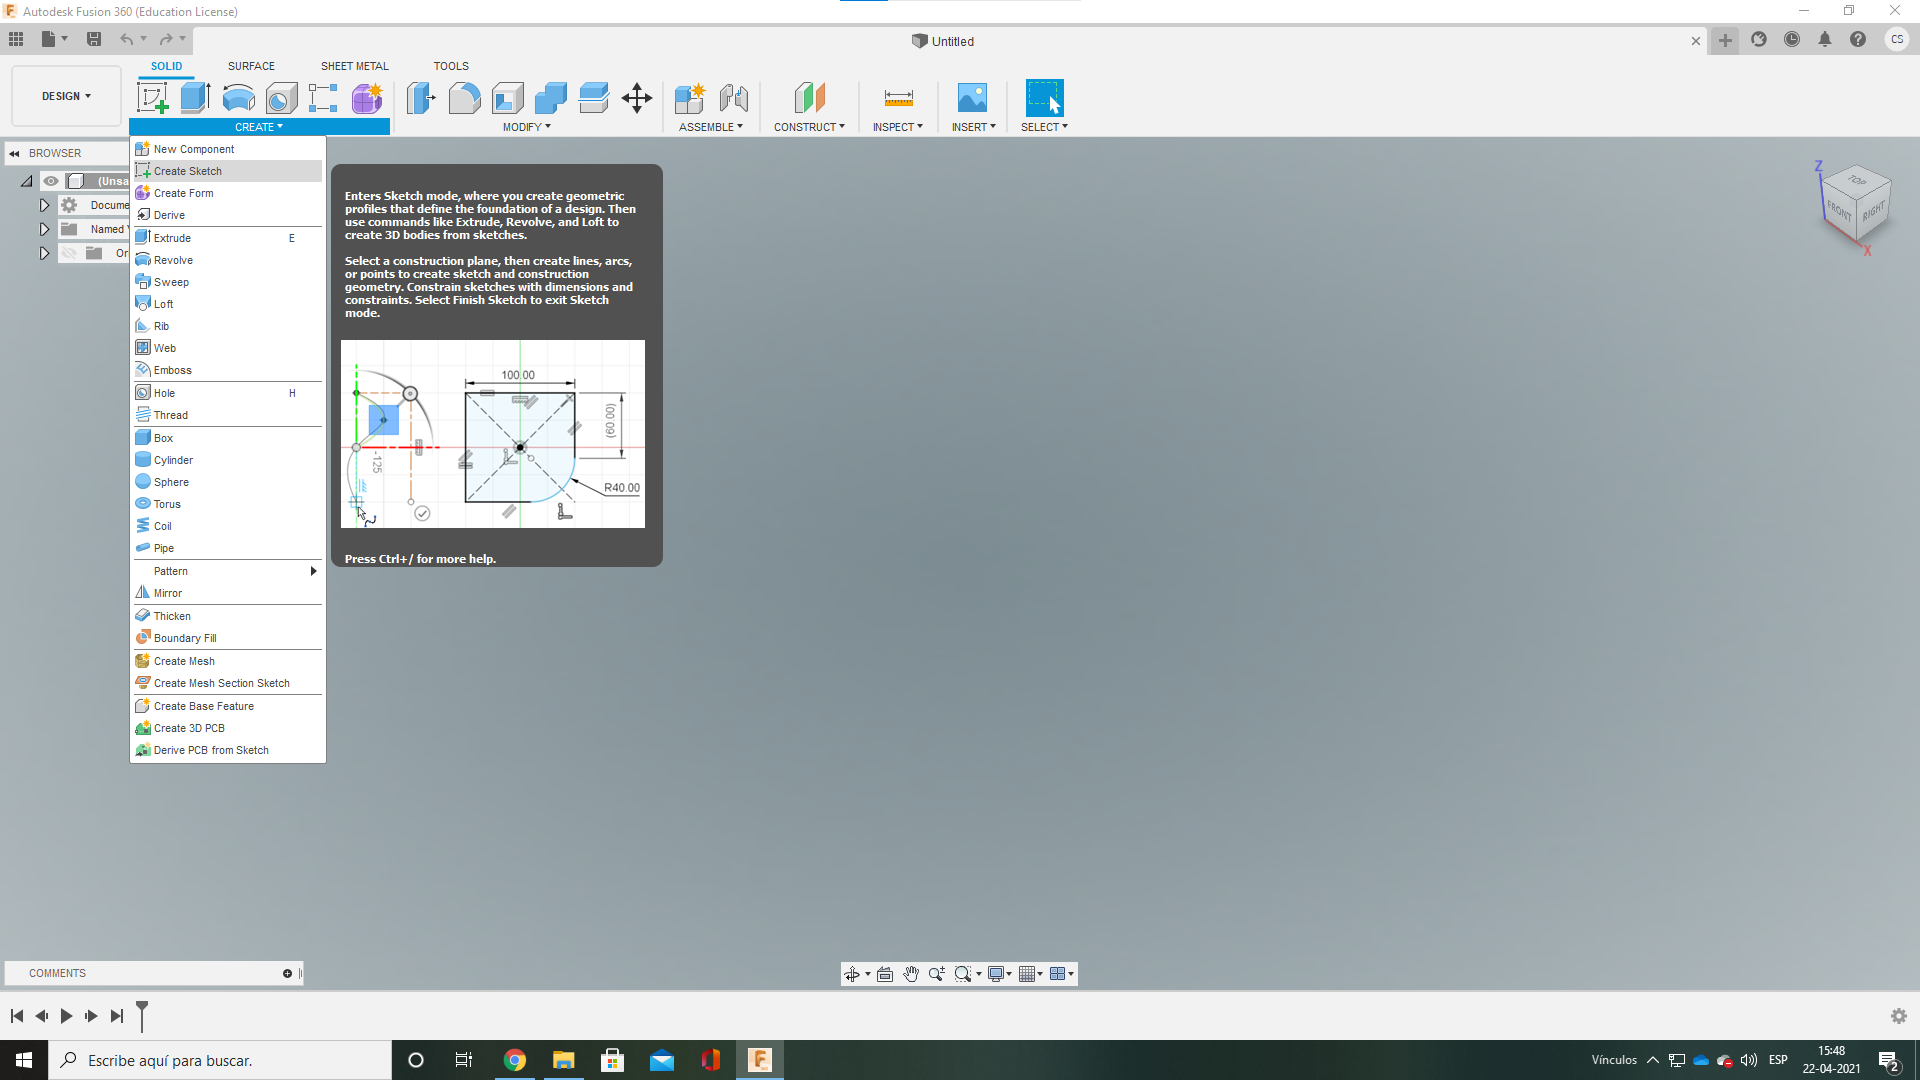 Autodesk Fusion 360 (Education License)
Untitled
CS
DESIGN
SOLID
SURFACE
SHEET METAL
TOOLS
CREATE
MODIFY
ASSEMBLE
CONSTRUCT
INSPECT
INSERT
SELECT
BROWSER
(Unsa
Docume
Named
Or
New Component
Create Sketch
Create Form
Derive
Extrude E
Revolve
Sweep
Loft
Rib
Web
Emboss
Hole H
Thread
Box
Cylinder
Sphere
Torus
Coil
Pipe
Pattern
Mirror
Thicken
Boundary Fill
Create Mesh
Create Mesh Section Sketch
Create Base Feature
Create 3D PCB
Derive PCB from Sketch
Enters Sketch mode, where you create geometric
profiles that define the foundation of a design. Then
use commands like Extrude, Revolve, and Loft to
create 3D bodies from sketches.
Select a construction plane, then create lines, arcs,
or points to create sketch and construction
geometry. Constrain sketches with dimensions and
constraints. Select Finish Sketch to exit Sketch
mode.
100.00
(60.00)
-125
R40.00
Press Ctrl+/ for more help.
Z
TOP
FRONT
RIGHT
X
COMMENTS
Escribe aquí para buscar.
Vínculos
ESP
15:48
22-04-2021
2